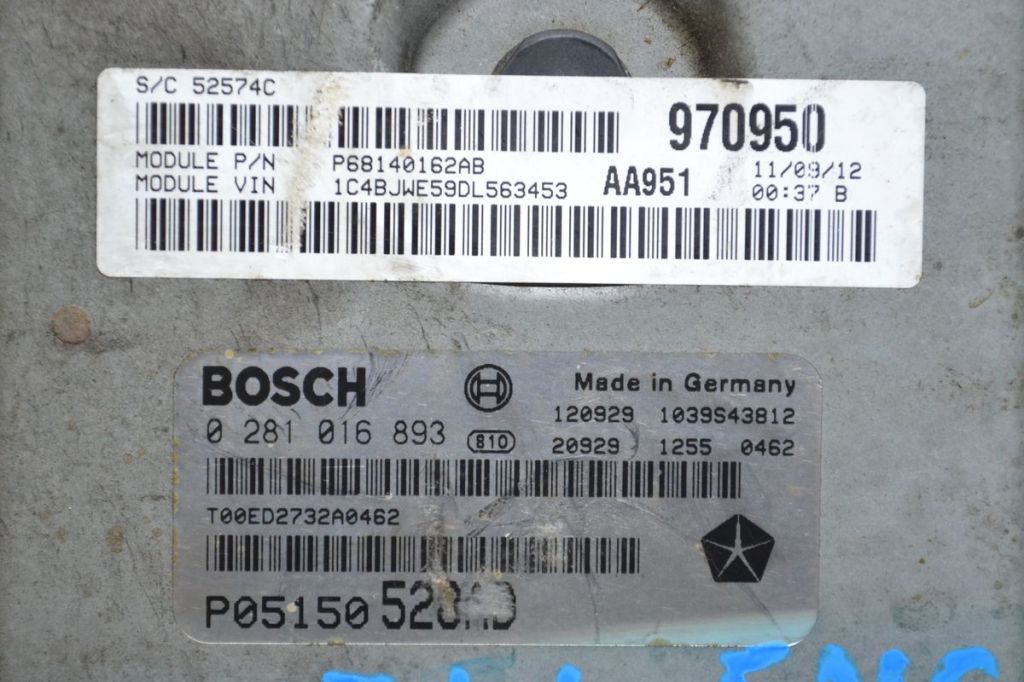 S/C 52574C
970950
MODULE P/N P68140162AB
MODULE VIN 1C4BJWE59DL563453
AA951
11/09/12
00:37 B
BOSCH
Made in Germany
0 281 016 893
810
120929 1039S43812
20929 1255 0462
T00ED2732A0462
P05150